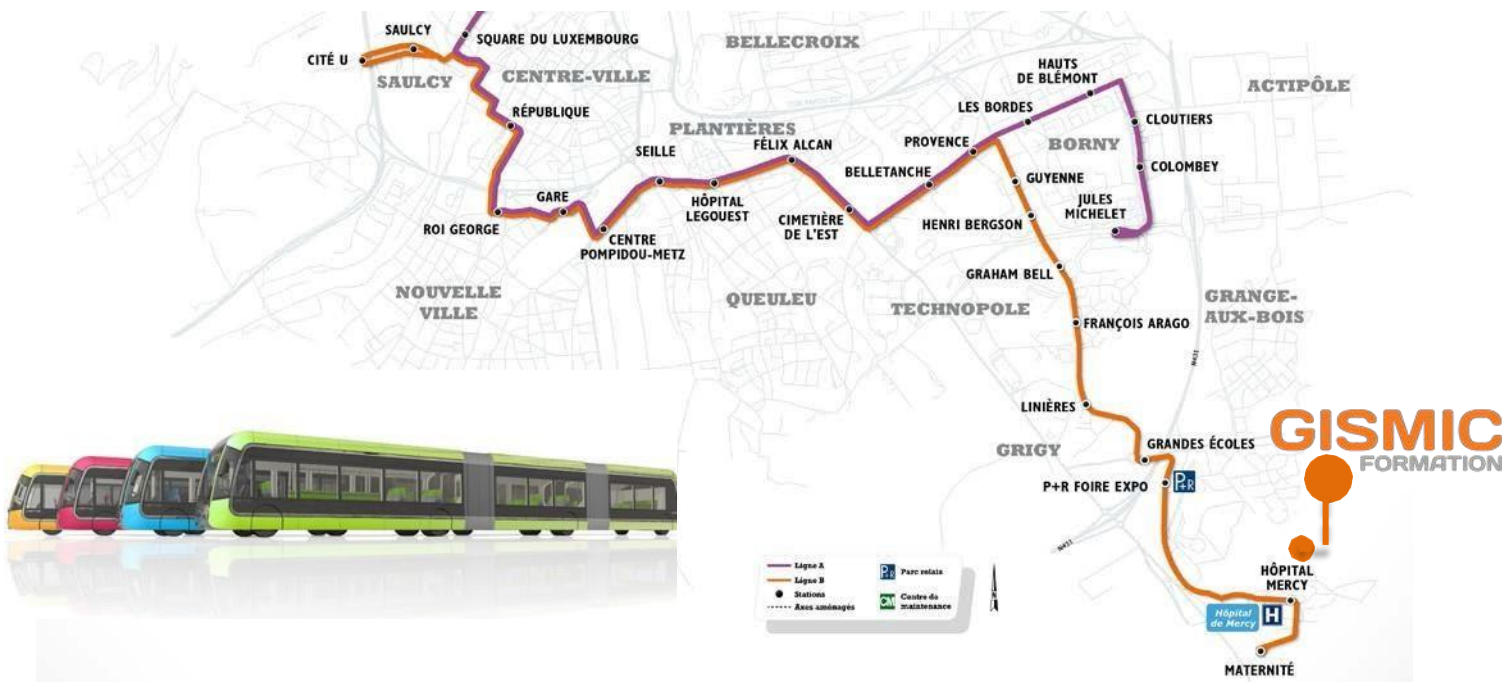 SAULCY
SQUARE DU LUXEMBOURG
CITÉ U
SAULCY
CENTRE-VILLE
BELLECROIX
HAUTS
DE BLÉMONT
ACTIPÔLE
RÉPUBLIQUE
PLANTIÈRES
LES BORDES
CLOUTIERS
SEILLE
FÉLIX ALCAN
PROVENCE
BORNY
BELLETANCHE
COLOMBEY
GUYENNE
GARE
HÔPITAL
LEGOUEST
JULES
MICHELET
ROI GEORGE
CIMETIÈRE
DE L'EST
HENRI BERGSON
CENTRE
POMPIDOU-METZ
GRAHAM BELL
NOUVELLE
VILLE
QUEULEU
TECHNOPOLE
GRANGE-
AUX-BOIS
FRANÇOIS ARAGO
N431
LINIÈRES
GISMIC
FORMATION
GRIGY
GRANDES ÉCOLES
P+R FOIRE EXPO
P+R
N431
Ligne A
Ligne B
Stations
Axes aménagés
P+R
Parc relais
CM
Centre de
maintenance
N
HÔPITAL
MERCY
Hôpital
de Mercy
H
MATERNITÉ